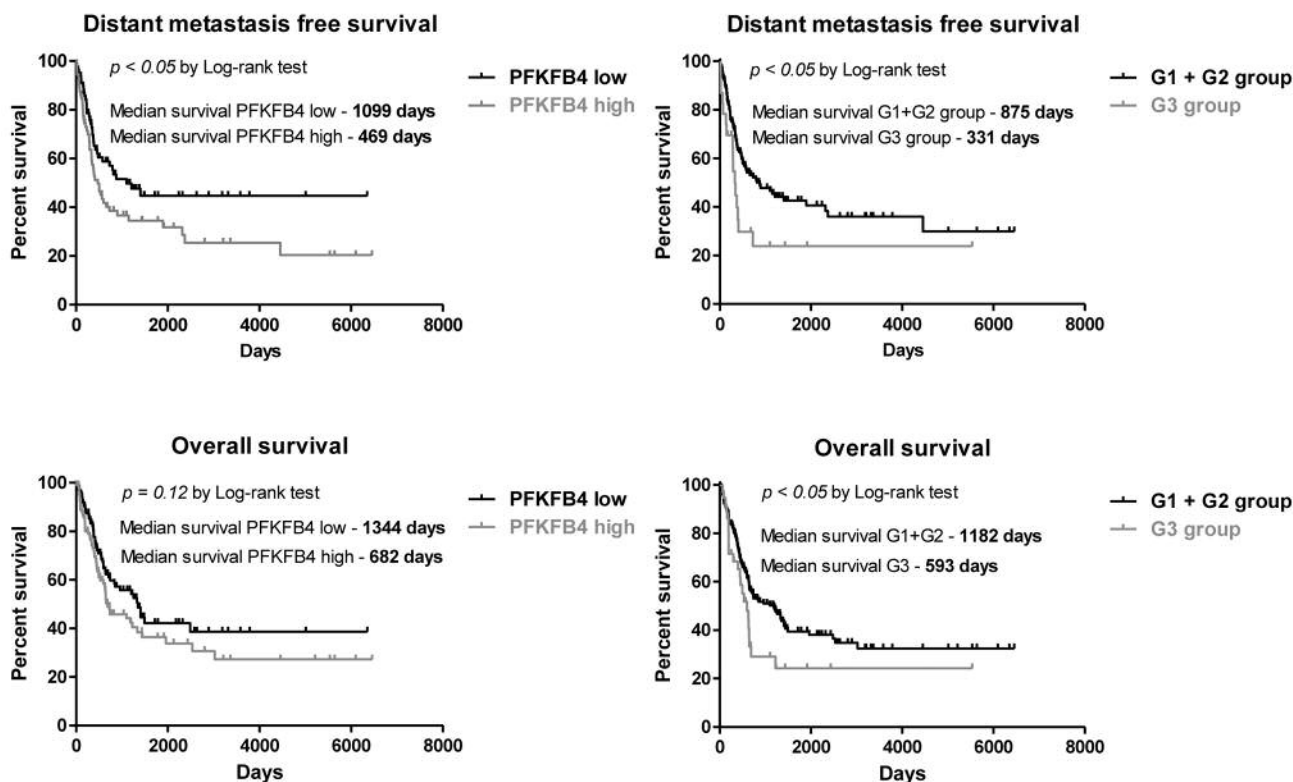 Distant metastasis free survival
p < 0.05 by Log-rank test
Median survival PFKFB4 low - 1099 days
Median survival PFKFB4 high - 469 days
PFKFB4 low
PFKFB4 high
Percent survival
100
80
60
40
20
0
0 2000 4000 6000 8000
Days
Distant metastasis free survival
p < 0.05 by Log-rank test
Median survival G1+G2 group - 875 days
Median survival G3 group - 331 days
G1 + G2 group
G3 group
Percent survival
100
80
60
40
20
0
0 2000 4000 6000 8000
Days
Overall survival
p = 0.12 by Log-rank test
Median survival PFKFB4 low - 1344 days
Median survival PFKFB4 high - 682 days
PFKFB4 low
PFKFB4 high
Percent survival
100
80
60
40
20
0
0 2000 4000 6000 8000
Days
Overall survival
p < 0.05 by Log-rank test
Median survival G1+G2 - 1182 days
Median survival G3 - 593 days
G1 + G2 group
G3 group
Percent survival
100
80
60
40
20
0
0 2000 4000 6000 8000
Days